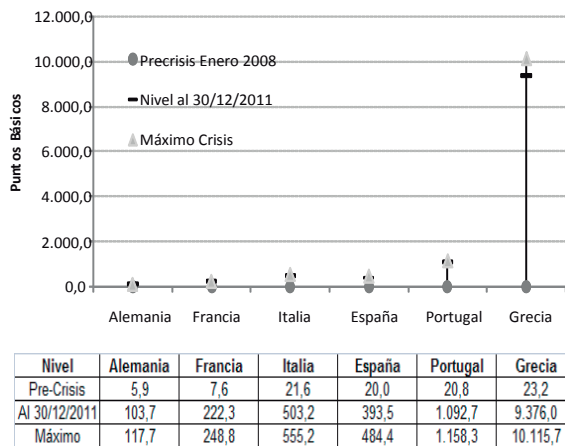 12.000,0
10.000,0
8.000,0
6.000,0
4.000,0
2.000,0
0,0
Puntos Básicos
Precrisis Enero 2008
Nivel al 30/12/2011
Máximo Crisis
Alemania Francia Italia España Portugal Grecia
Nivel Alemania Francia Italia España Portugal Grecia
Pre-Crisis 5,9 7,6 21,6 20,0 20,8 23,2
Al 30/12/2011 103,7 222,3 503,2 393,5 1.092,7 9.376,0
Máximo 117,7 248,8 555,2 484,4 1.158,3 10.115,7